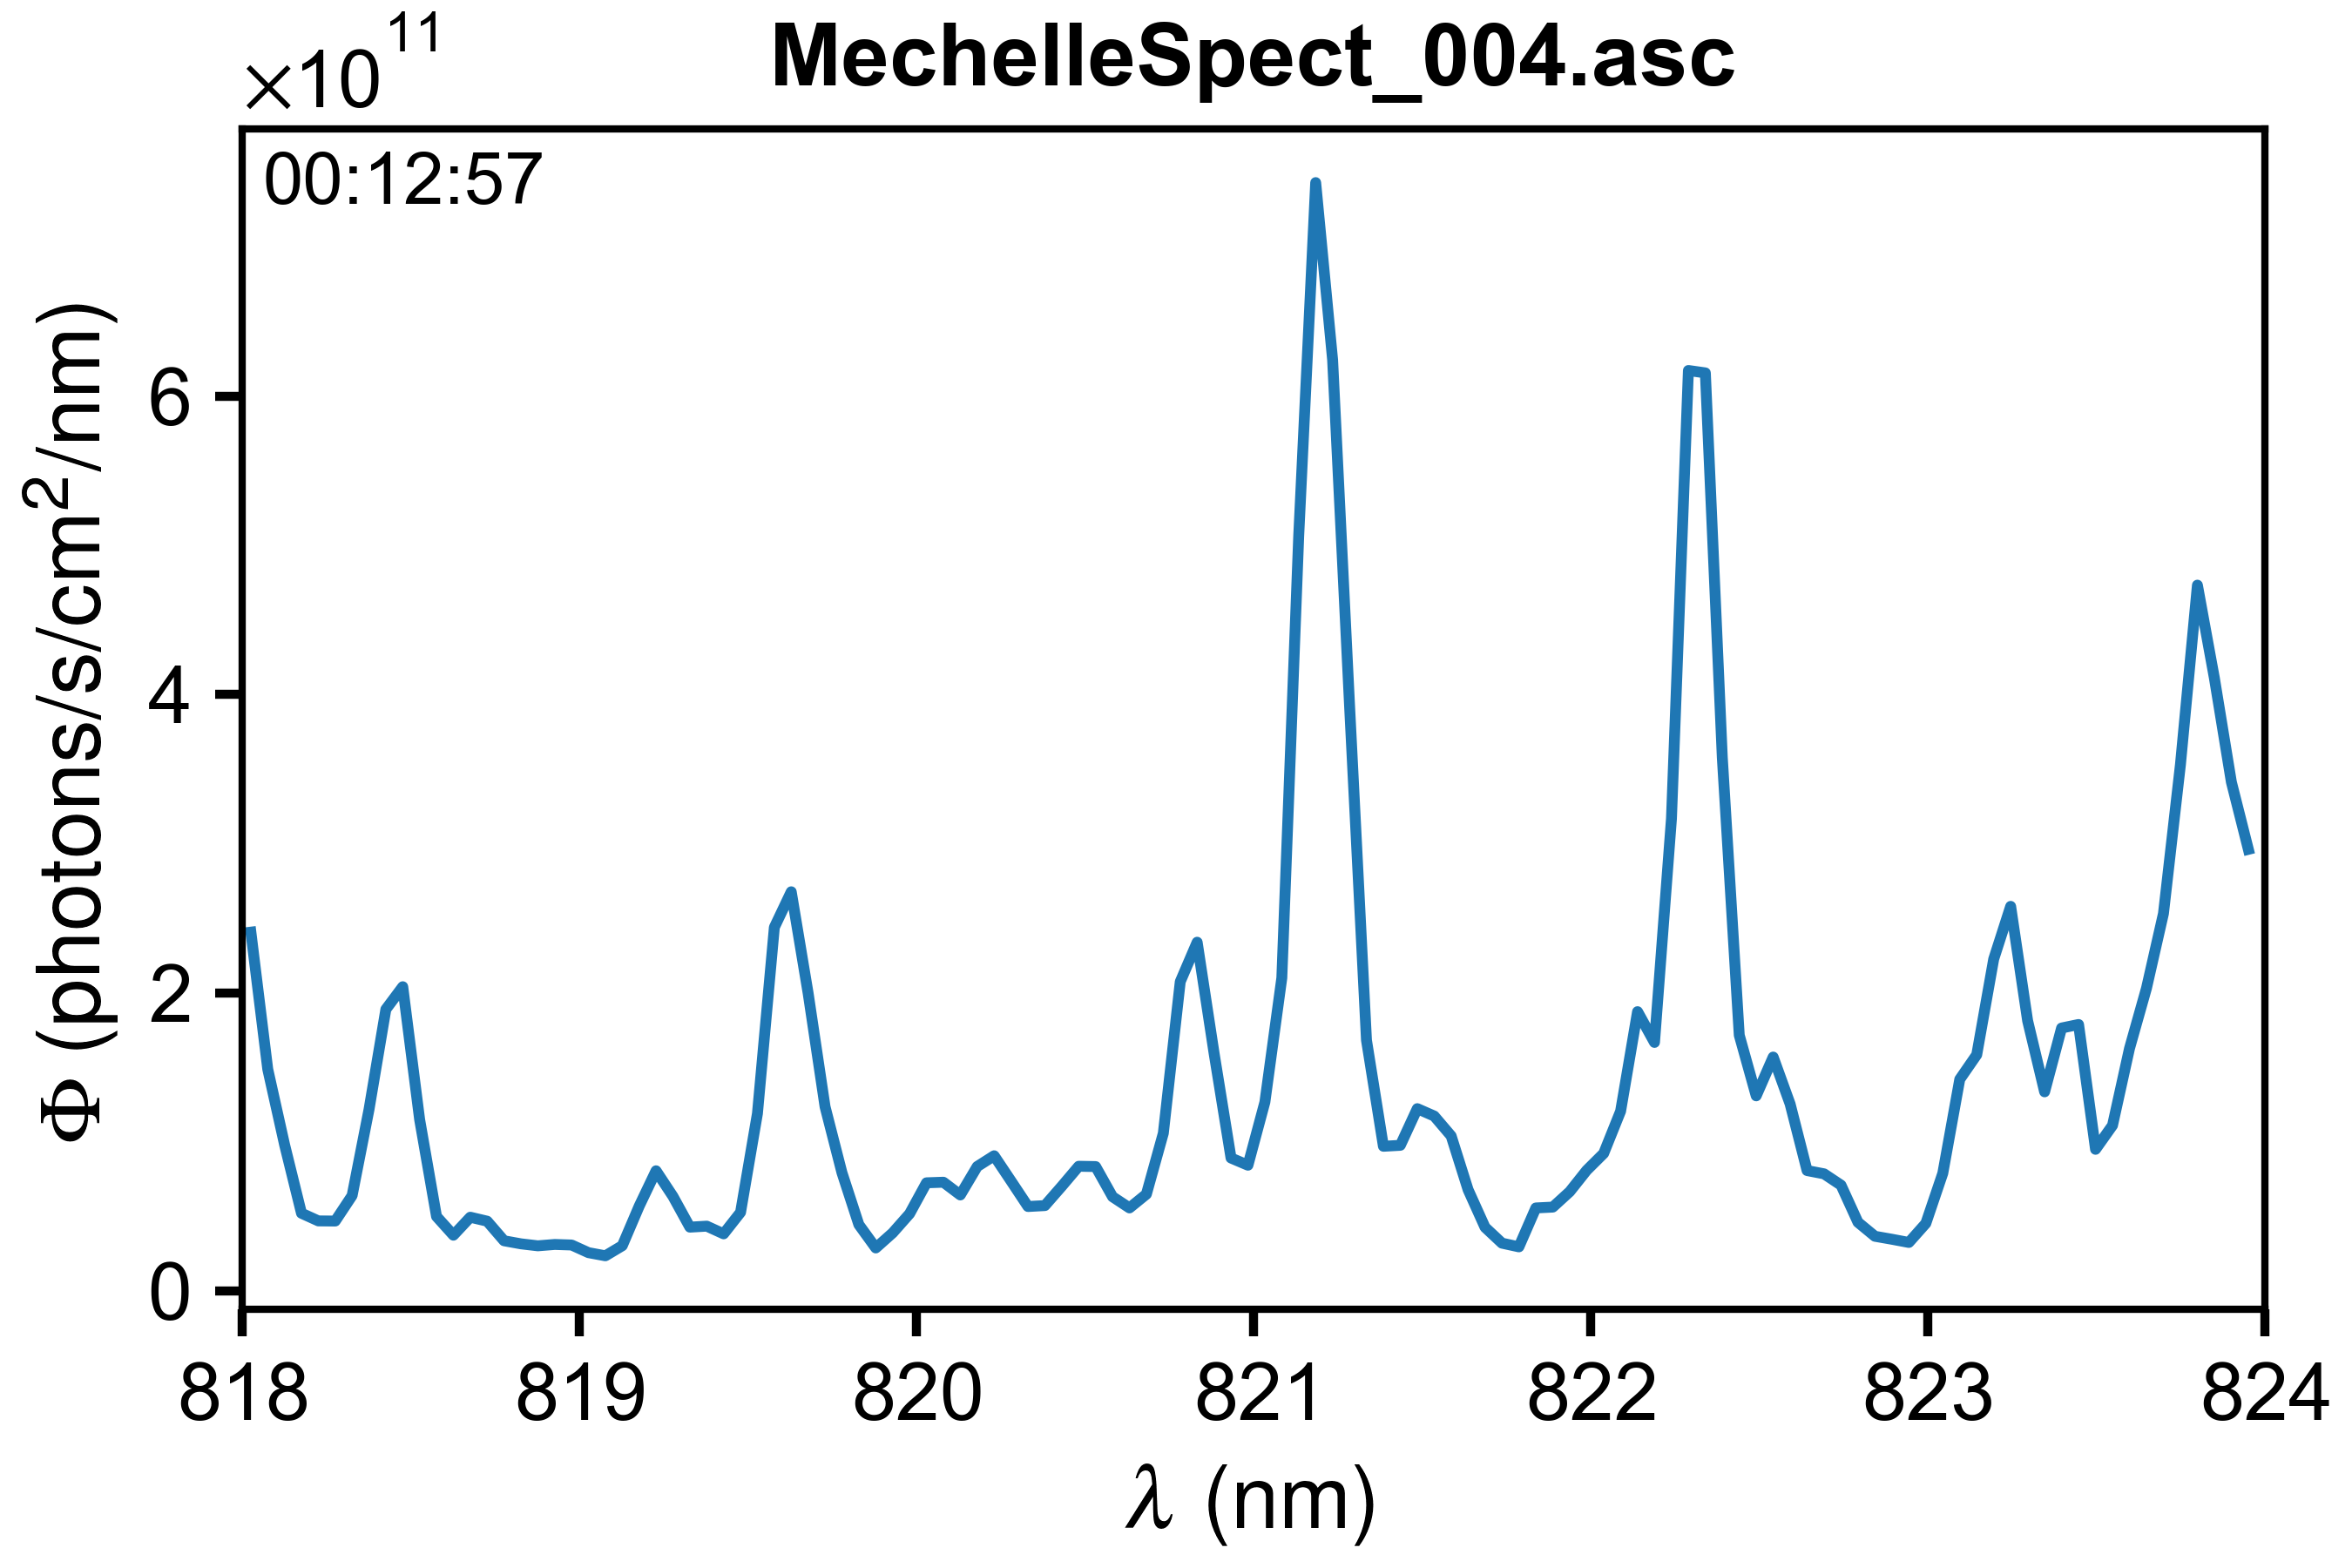 ×10^11
MechelleSpect_004.asc
00:12:57
Φ (photons/s/cm²/nm)
6
4
2
0
818 819 820 821 822 823 824
λ (nm)